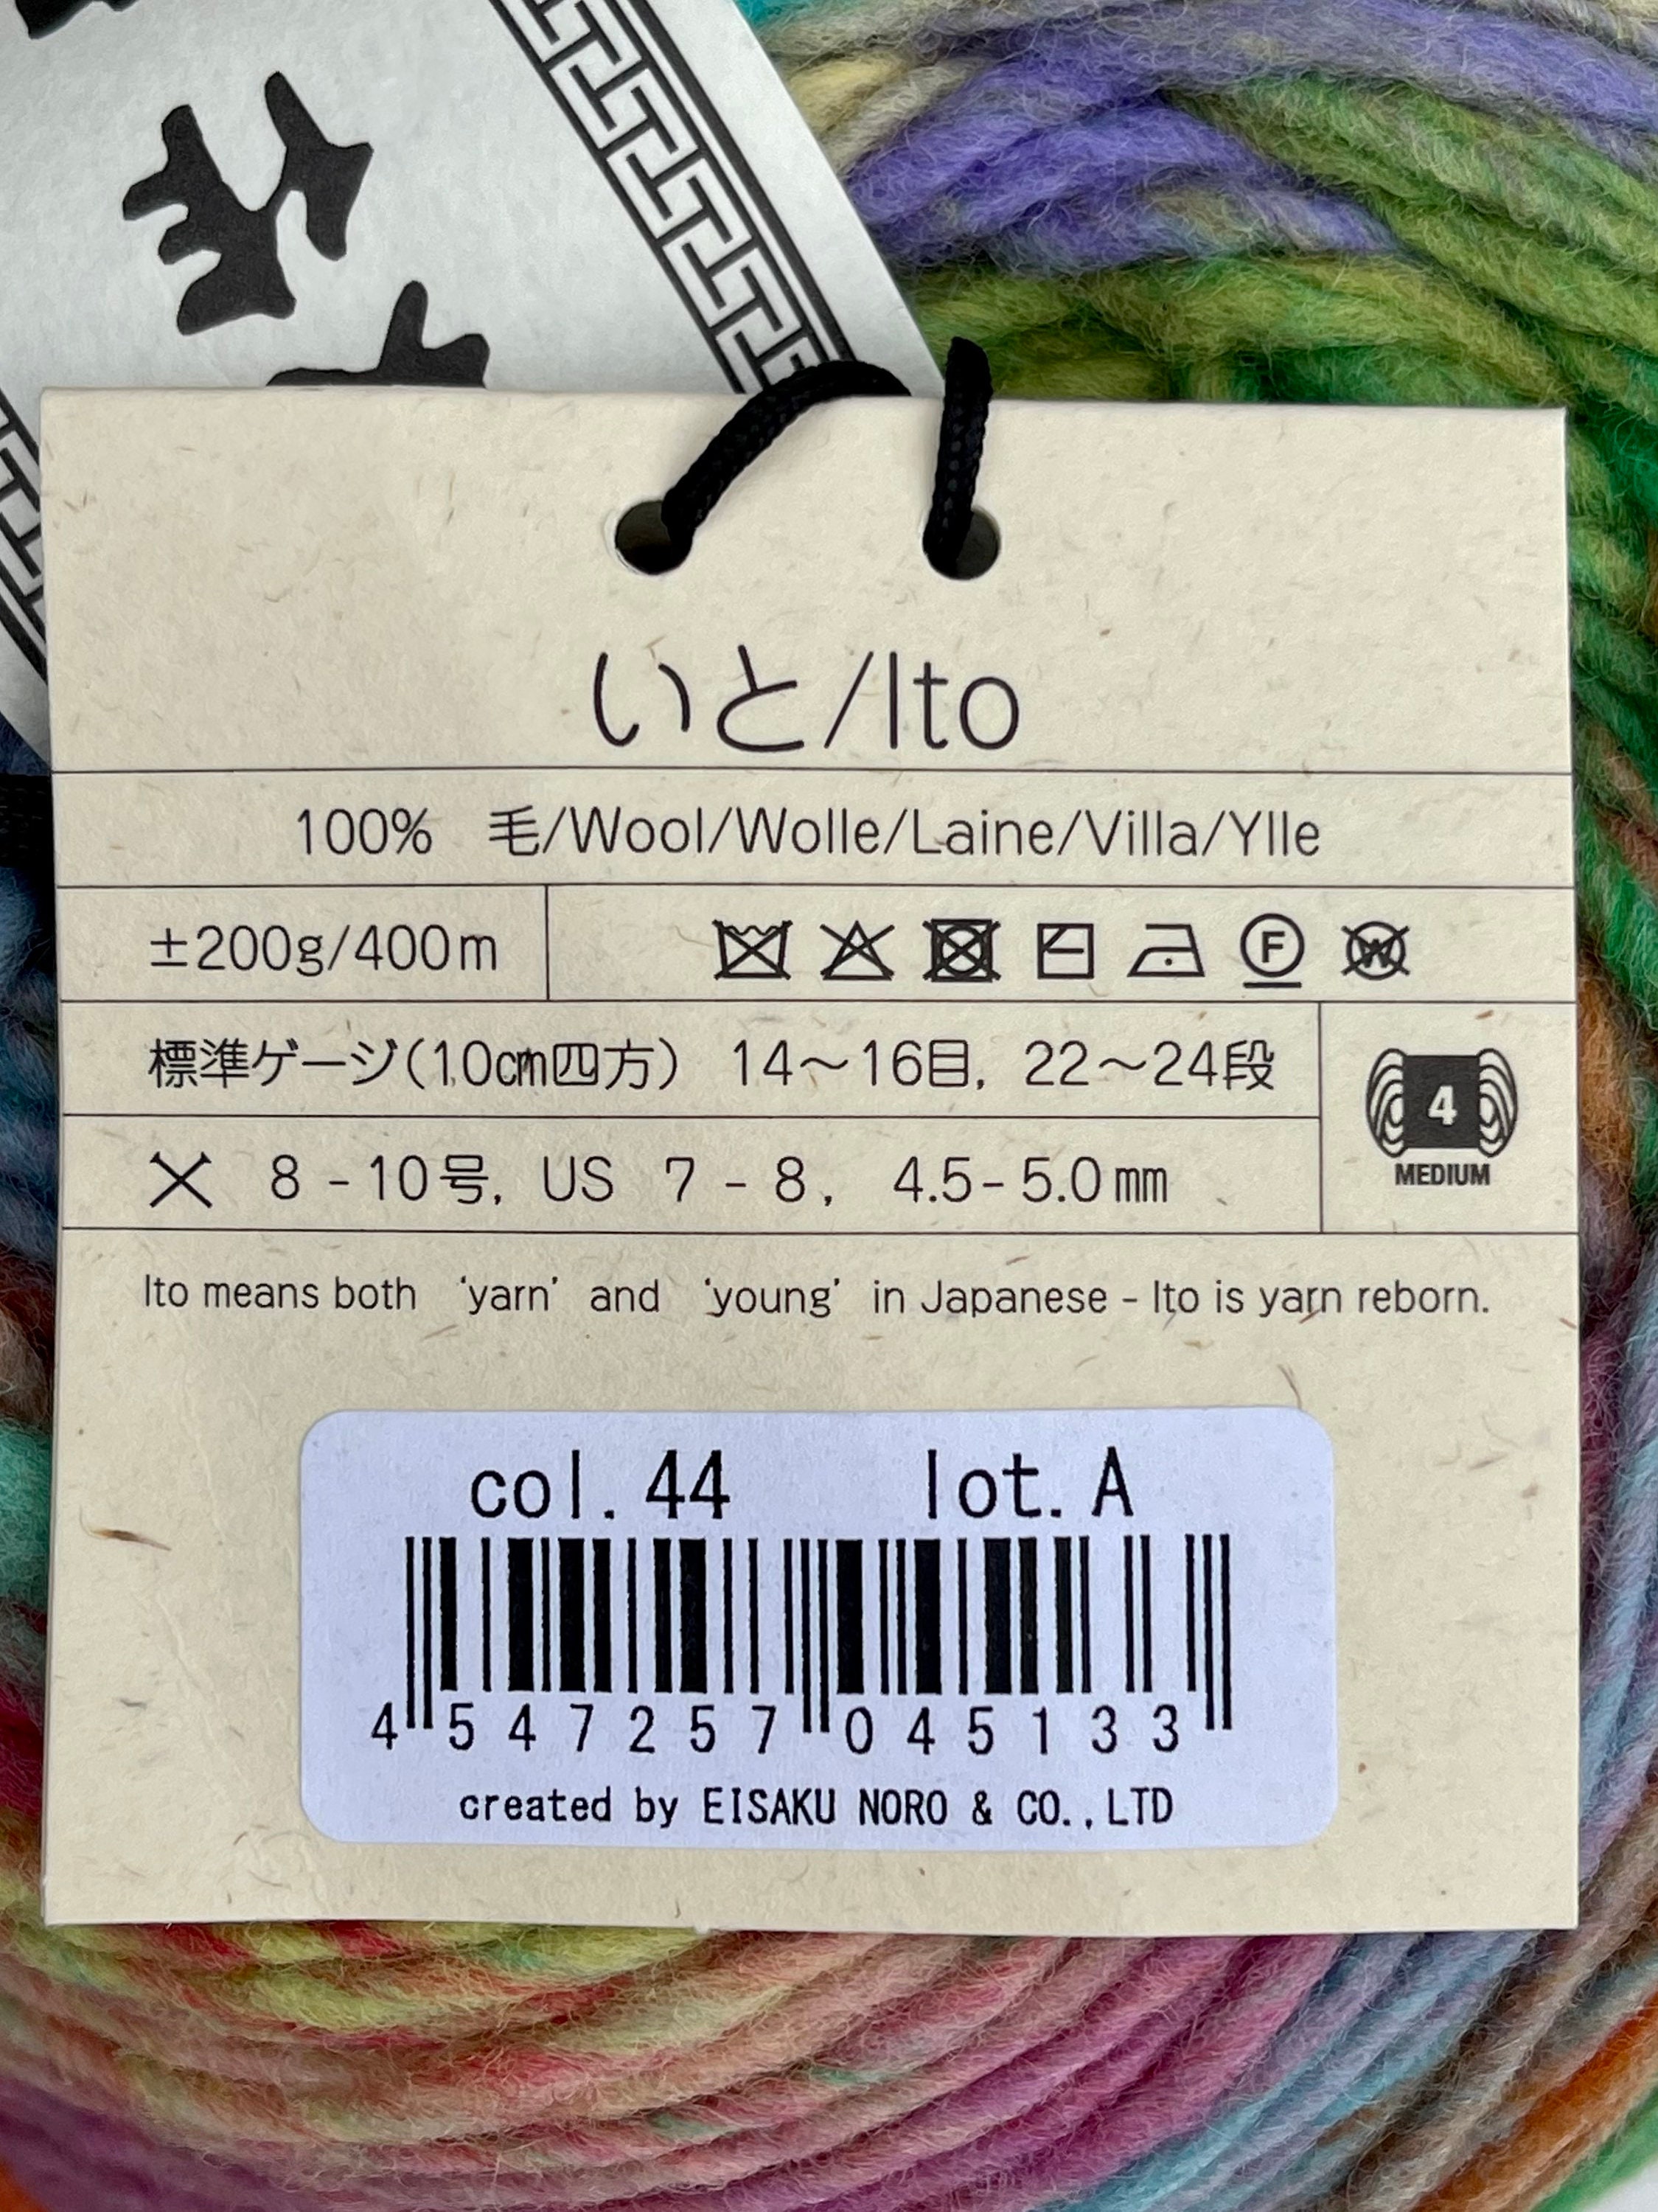 いと/Ito
100% 毛/Wool/Wolle/Laine/Villa/Ylle
±200g/400m
標準ゲージ(10cm四方) 14～16目, 22～24段
8 - 10号, US 7 - 8, 4.5-5.0mm
4
MEDIUM
Ito means both 'yarn' and 'young' in Japanese - Ito is yarn reborn.
col. 44 lot. A
4 547257 045133
created by EISAKU NORO & CO.,LTD